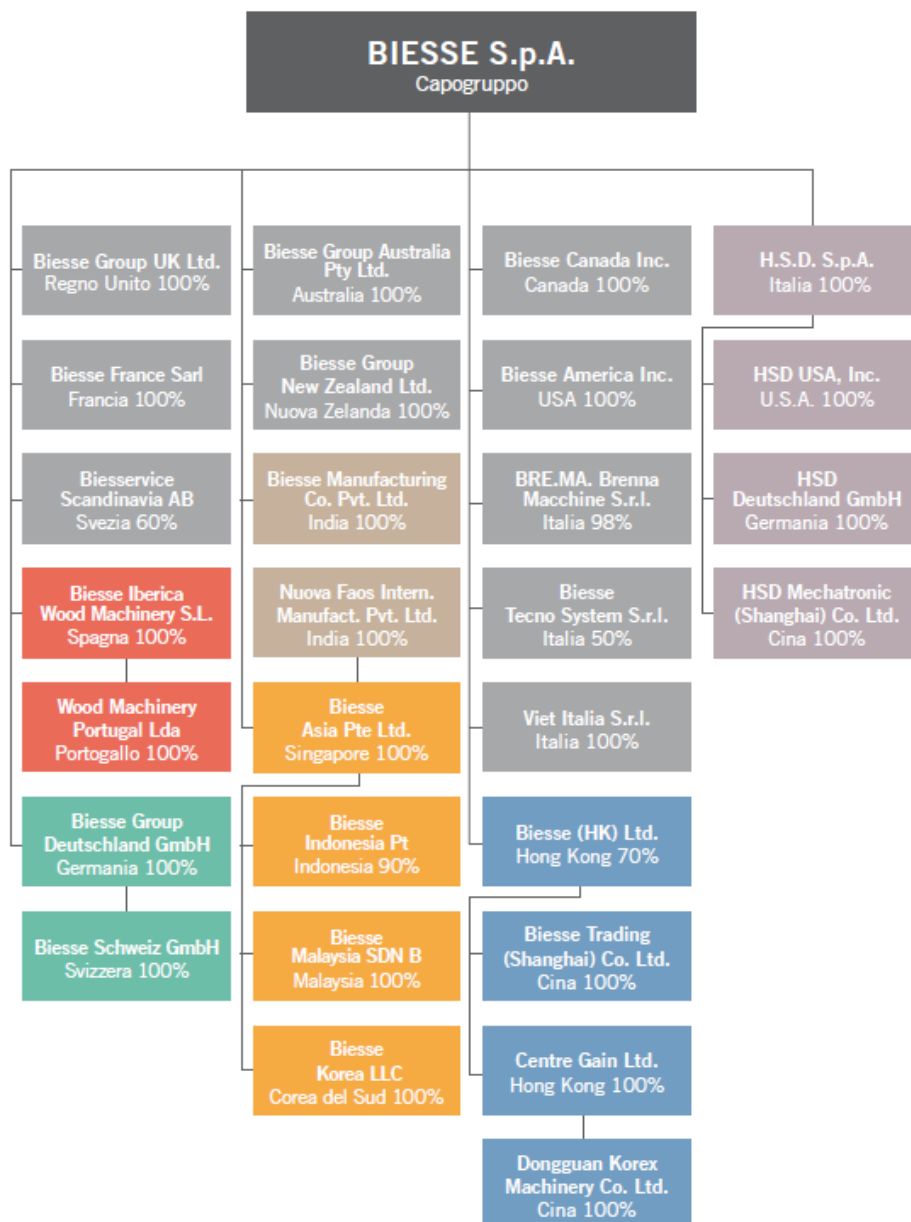 BIESSE S.p.A.
Capogruppo
Biesse Group UK Ltd.
Regno Unito 100%
Biesse France Sarl
Francia 100%
Biesservice
Scandinavia AB
Svezia 60%
Biesse Iberica
Wood Machinery S.L.
Spagna 100%
Wood Machinery
Portugal Lda
Portogallo 100%
Biesse Group
Deutschland GmbH
Germania 100%
Biesse Schweiz GmbH
Svizzera 100%
Biesse Group Australia
Pty Ltd.
Australia 100%
Biesse Group
New Zealand Ltd.
Nuova Zelanda 100%
Biesse Manufacturing
Co. Pvt. Ltd.
India 100%
Nuova Faos Intern.
Manufact. Pvt. Ltd.
India 100%
Biesse
Asia Pte Ltd.
Singapore 100%
Biesse
Indonesia Pt
Indonesia 90%
Biesse
Malaysia SDN B
Malaysia 100%
Biesse
Korea LLC
Corea del Sud 100%
Biesse Canada Inc.
Canada 100%
Biesse America Inc.
USA 100%
BRE.MA. Brenna
Macchine S.r.l.
Italia 98%
Biesse
Tecno System S.r.l.
Italia 50%
Viet Italia S.r.l.
Italia 100%
Biesse (HK) Ltd.
Hong Kong 70%
Biesse Trading
(Shanghai) Co. Ltd.
Cina 100%
Centre Gain Ltd.
Hong Kong 100%
Dongguan Korex
Machinery Co. Ltd.
Cina 100%
H.S.D. S.p.A.
Italia 100%
HSD USA, Inc.
U.S.A. 100%
HSD
Deutschland GmbH
Germania 100%
HSD Mechatronic
(Shanghai) Co. Ltd.
Cina 100%